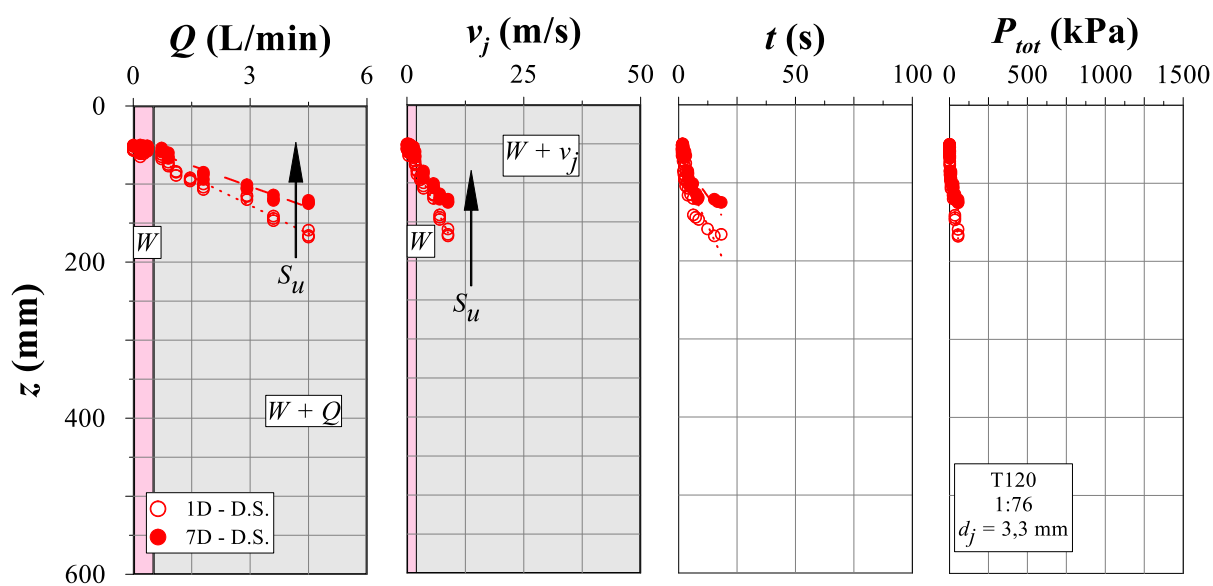 Q (L/min)
v_j (m/s)
t (s)
P_tot (kPa)
0 3 6
0 25 50
0 50 100
0 500 1000 1500
z (mm)
0
200
400
600
W
S_u
W + Q
1D - D.S.
7D - D.S.
W + v_j
W
S_u
T120
1:76
d_j = 3,3 mm